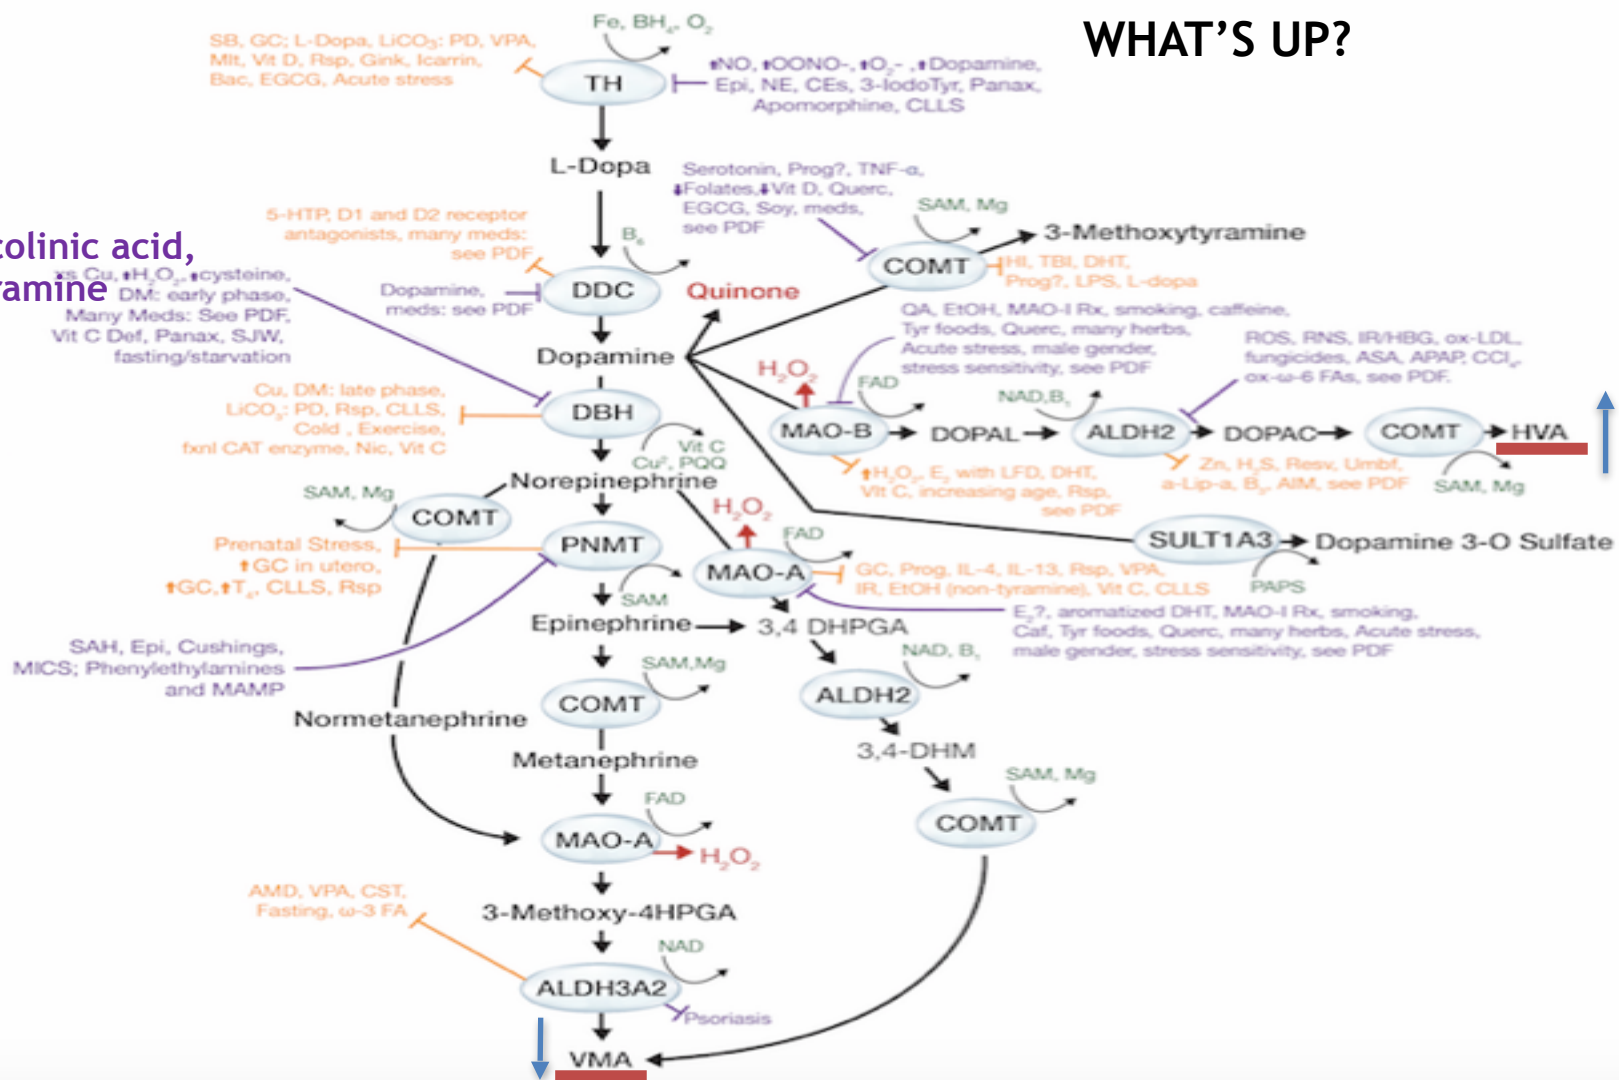 WHAT’S UP?
Fe, BH4, O2
SB, GC; L-Dopa, LiCO3: PD, VPA,
Mlt, Vit D, Rsp, Gink, Icarrin,
Bac, EGCG, Acute stress
TH
NO, OONO-, O2-, Dopamine,
Epi, NE, CEs, 3-IodoTyr, Panax,
Apomorphine, CLLS
L-Dopa
Serotonin, Prog?, TNF-α,
Folates, Vit D, Querc,
EGCG, Soy, meds,
see PDF
SAM, Mg
COMT
3-Methoxytyramine
HI, TBI, DHT,
Prog?, LPS, L-dopa
5-HTP, D1 and D2 receptor
antagonists, many meds:
see PDF
B6
DDC
Dopamine,
meds: see PDF
Quinone
colinic acid,
ramine
xs Cu, H2O2, cysteine,
DM: early phase,
Many Meds: See PDF,
Vit C Def, Panax, SJW,
fasting/starvation
Dopamine
QA, EtOH, MAO-I Rx, smoking, caffeine,
Tyr foods, Querc, many herbs,
Acute stress, male gender,
stress sensitivity, see PDF
ROS, RNS, IR/HBG, ox-LDL,
fungicides, ASA, APAP, CCl4,
ox-ω-6 FAs, see PDF.
H2O2
FAD
NAD,
MAO-B
DOPAL
ALDH2
DOPAC
COMT
HVA
H2O2, E2 with LFD, DHT,
Vit C, increasing age, Rsp,
see PDF
Zn, H2S, Resv, Umbf,
a-Lip-a, AIM, see PDF
SAM, Mg
Cu, DM: late phase,
LiCO3: PD, Rsp, CLLS,
Cold , Exercise,
fxnl CAT enzyme, Nic, Vit C
DBH
Vit C
Cu2, PQQ
Norepinephrine
SAM, Mg
COMT
H2O2
FAD
MAO-A
GC, Prog, IL-4, IL-13, Rsp, VPA,
IR, EtOH (non-tyramine), Vit C, CLLS
SULT1A3
Dopamine 3-O Sulfate
PAPS
Prenatal Stress,
GC in utero,
GC, T4, CLLS, Rsp
PNMT
SAM
Epinephrine
3,4 DHPGA
E2?, aromatized DHT, MAO-I Rx, smoking,
Caf, Tyr foods, Querc, many herbs, Acute stress,
male gender, stress sensitivity, see PDF
SAH, Epi, Cushings,
MICS; Phenylethylamines
and MAMP
SAM,Mg
COMT
NAD,
ALDH2
Normetanephrine
Metanephrine
3,4-DHM
FAD
MAO-A
H2O2
SAM, Mg
COMT
AMD, VPA, CST,
Fasting, ω-3 FA
3-Methoxy-4HPGA
NAD
ALDH3A2
Psoriasis
VMA